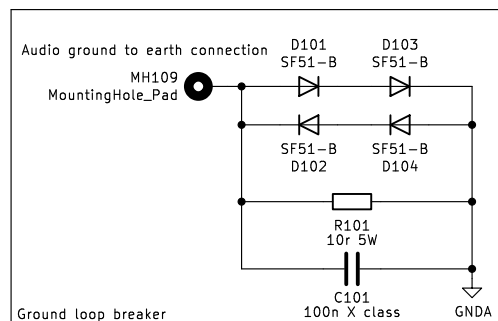 Audio ground to earth connection
MH109
MountingHole_Pad
D101
SF51-B
D103
SF51-B
SF51-B
D102
SF51-B
D104
R101
10r 5W
C101
100n X class
GNDA
Ground loop breaker